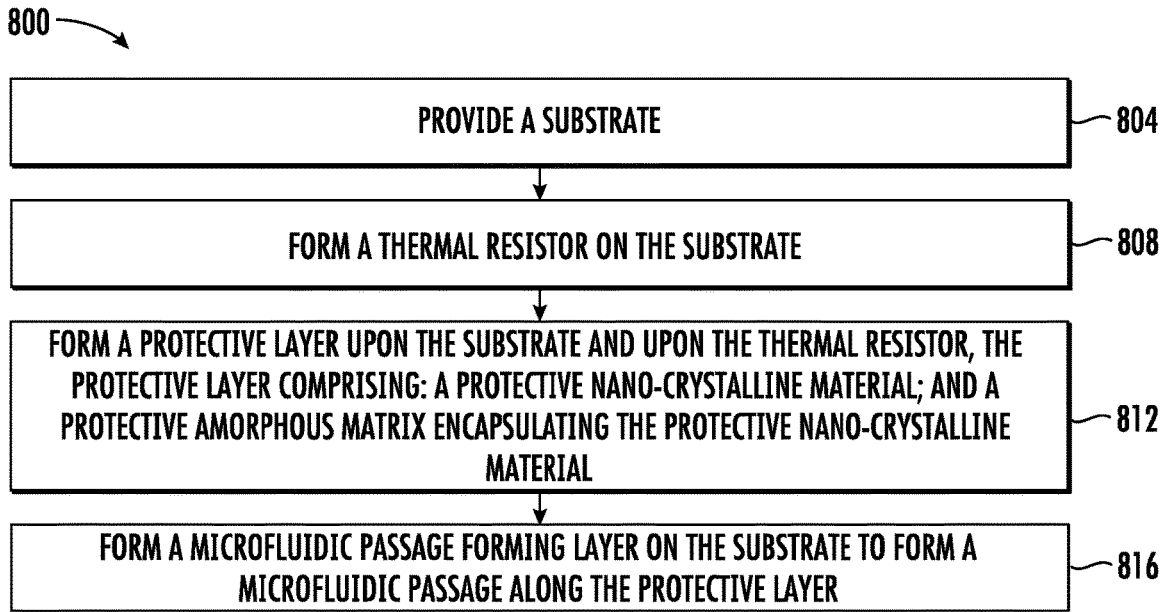 800
PROVIDE A SUBSTRATE
804
FORM A THERMAL RESISTOR ON THE SUBSTRATE
808
FORM A PROTECTIVE LAYER UPON THE SUBSTRATE AND UPON THE THERMAL RESISTOR, THE
PROTECTIVE LAYER COMPRISING: A PROTECTIVE NANO-CRYSTALLINE MATERIAL; AND A
PROTECTIVE AMORPHOUS MATRIX ENCAPSULATING THE PROTECTIVE NANO-CRYSTALLINE
MATERIAL
812
FORM A MICROFLUIDIC PASSAGE FORMING LAYER ON THE SUBSTRATE TO FORM A
MICROFLUIDIC PASSAGE ALONG THE PROTECTIVE LAYER
816